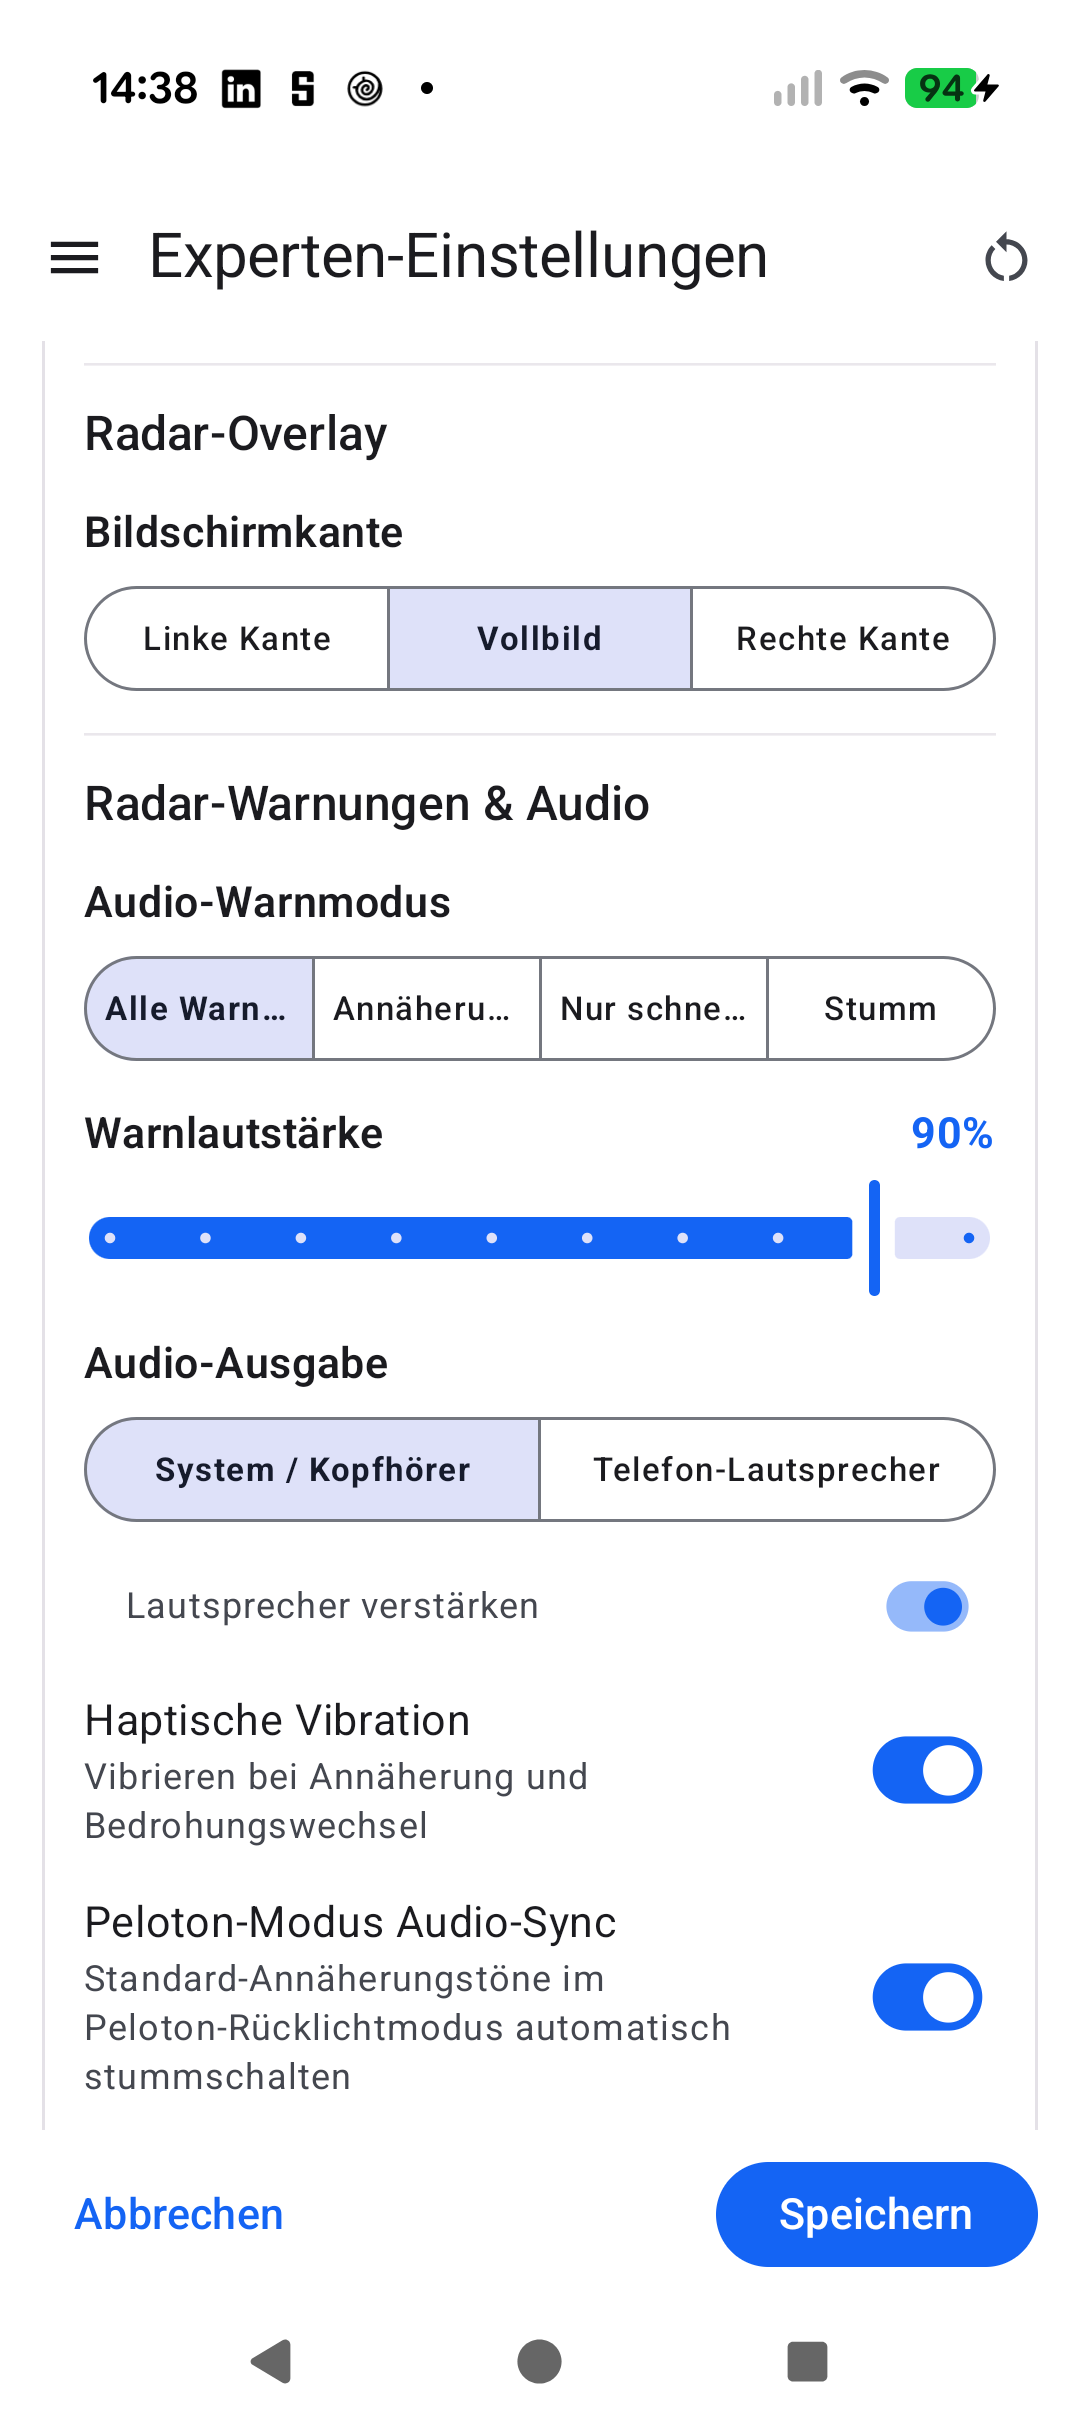 14:38
94
Experten-Einstellungen
Radar-Overlay
Bildschirmkante
Linke Kante Vollbild Rechte Kante
Radar-Warnungen & Audio
Audio-Warnmodus
Alle Warn… Annäheru… Nur schne… Stumm
Warnlautstärke 90%
Audio-Ausgabe
System / Kopfhörer Telefon-Lautsprecher
Lautsprecher verstärken
Haptische Vibration
Vibrieren bei Annäherung und
Bedrohungswechsel
Peloton-Modus Audio-Sync
Standard-Annäherungstöne im
Peloton-Rücklichtmodus automatisch
stummschalten
Abbrechen Speichern